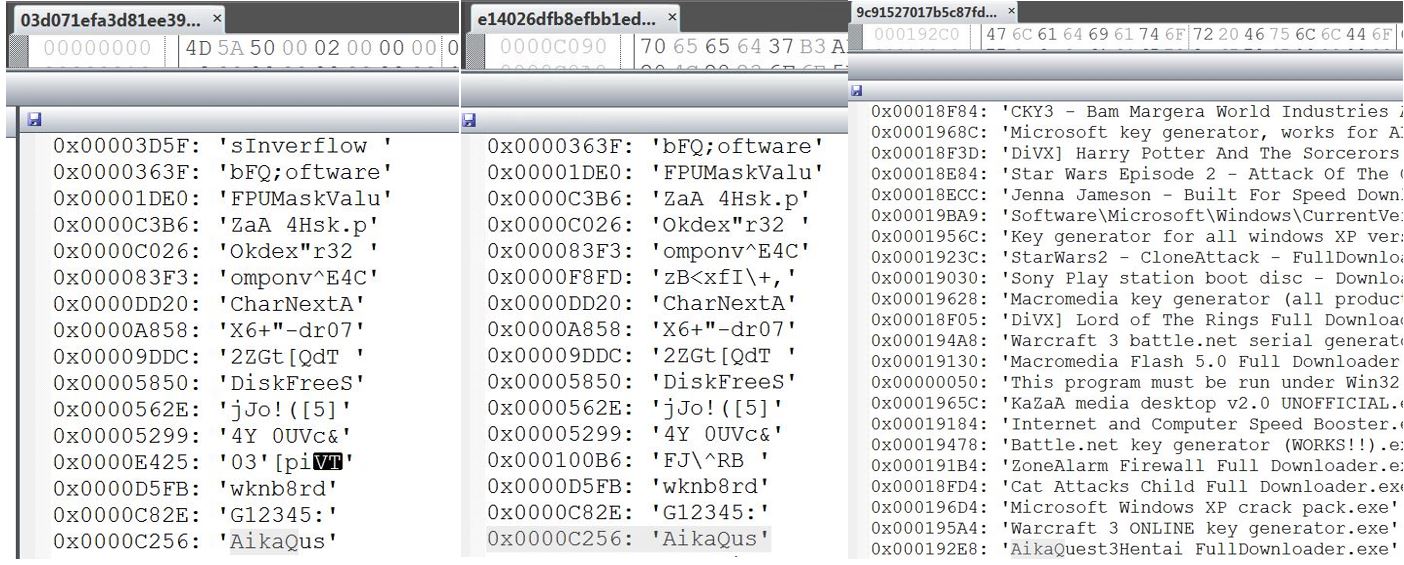 03d071efa3d81ee39... ×
00000000 4D 5A 50 00 02 00 00 00 0
0x00003D5F: 'sInverflow '
0x0000363F: 'bFQ;oftware'
0x00001DE0: 'FPUMaskValu'
0x0000C3B6: 'ZaA 4Hsk.p'
0x0000C026: 'Okdex"r32 '
0x000083F3: 'omponv^E4C'
0x0000DD20: 'CharNextA'
0x0000A858: 'X6+"-dr07'
0x00009DDC: '2ZGt[QdT '
0x00005850: 'DiskFreeS'
0x0000562E: 'jJo!([5]'
0x00005299: '4Y 0UVc&'
0x0000E425: '03'[piVT'
0x0000D5FB: 'wknb8rd'
0x0000C82E: 'G12345:'
0x0000C256: 'AikaQus'
e14026dfb8efbb1ed... ×
0000C090 70 65 65 64 37 B3 A
0x0000363F: 'bFQ;oftware'
0x00001DE0: 'FPUMaskValu'
0x0000C3B6: 'ZaA 4Hsk.p'
0x0000C026: 'Okdex"r32 '
0x000083F3: 'omponv^E4C'
0x0000F8FD: 'zB<xfI\+,'
0x0000DD20: 'CharNextA'
0x0000A858: 'X6+"-dr07'
0x00009DDC: '2ZGt[QdT '
0x00005850: 'DiskFreeS'
0x0000562E: 'jJo!([5]'
0x00005299: '4Y 0UVc&'
0x000100B6: 'FJ\^RB '
0x0000D5FB: 'wknb8rd'
0x0000C82E: 'G12345:'
0x0000C256: 'AikaQus'
9c91527017b5c87fd... ×
000192C0 47 6C 61 64 69 61 74 6F 72 20 46 75 6C 6C 44 6F
0x00018F84: 'CKY3 - Bam Margera World Industries
0x0001968C: 'Microsoft key generator, works for
0x00018F3D: 'DiVX] Harry Potter And The Sorcerors
0x00018E84: 'Star Wars Episode 2 - Attack Of The
0x00018ECC: 'Jenna Jameson - Built For Speed Down
0x00019BA9: 'Software\Microsoft\Windows\CurrentVe
0x0001956C: 'Key generator for all windows XP ver
0x0001923C: 'StarWars2 - CloneAttack - FullDownlo
0x00019030: 'Sony Play station boot disc - Downlo
0x00019628: 'Macromedia key generator (all produc
0x00018F05: 'DiVX] Lord of The Rings Full Downloa
0x000194A8: 'Warcraft 3 battle.net serial generat
0x00019130: 'Macromedia Flash 5.0 Full Downloader
0x00000050: 'This program must be run under Win32
0x0001965C: 'KaZaA media desktop v2.0 UNOFFICIAL.e
0x00019184: 'Internet and Computer Speed Booster.e
0x00019478: 'Battle.net key generator (WORKS!!).ex
0x000191B4: 'ZoneAlarm Firewall Full Downloader.ex
0x00018FD4: 'Cat Attacks Child Full Downloader.exe
0x000196D4: 'Microsoft Windows XP crack pack.exe'
0x000195A4: 'Warcraft 3 ONLINE key generator.exe'
0x000192E8: 'AikaQuest3Hentai FullDownloader.exe'